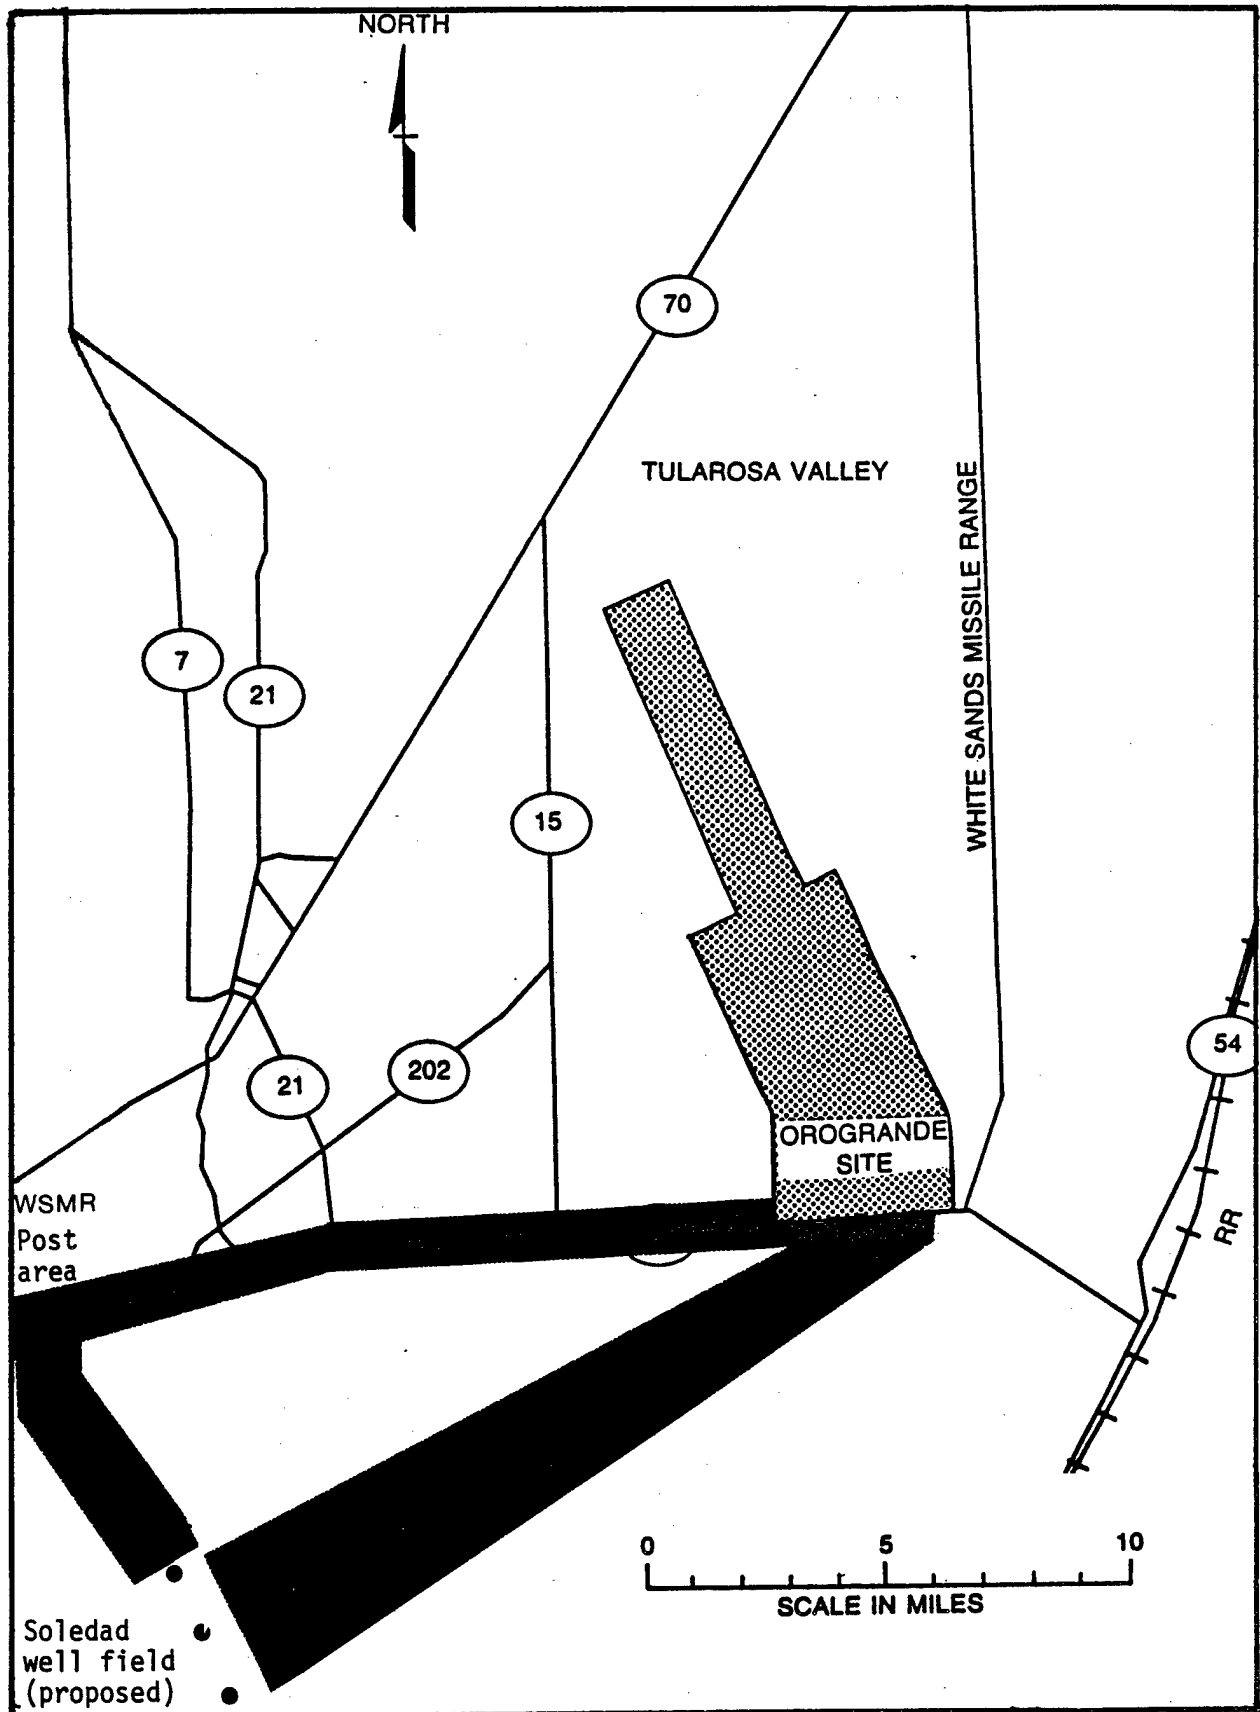 NORTH
70
TULAROSA VALLEY
WHITE SANDS MISSILE RANGE
7
21
15
54
202
21
OROGRANDE
SITE
WSMR
Post
area
RR
0 5 10
SCALE IN MILES
Soledad
well field
(proposed)